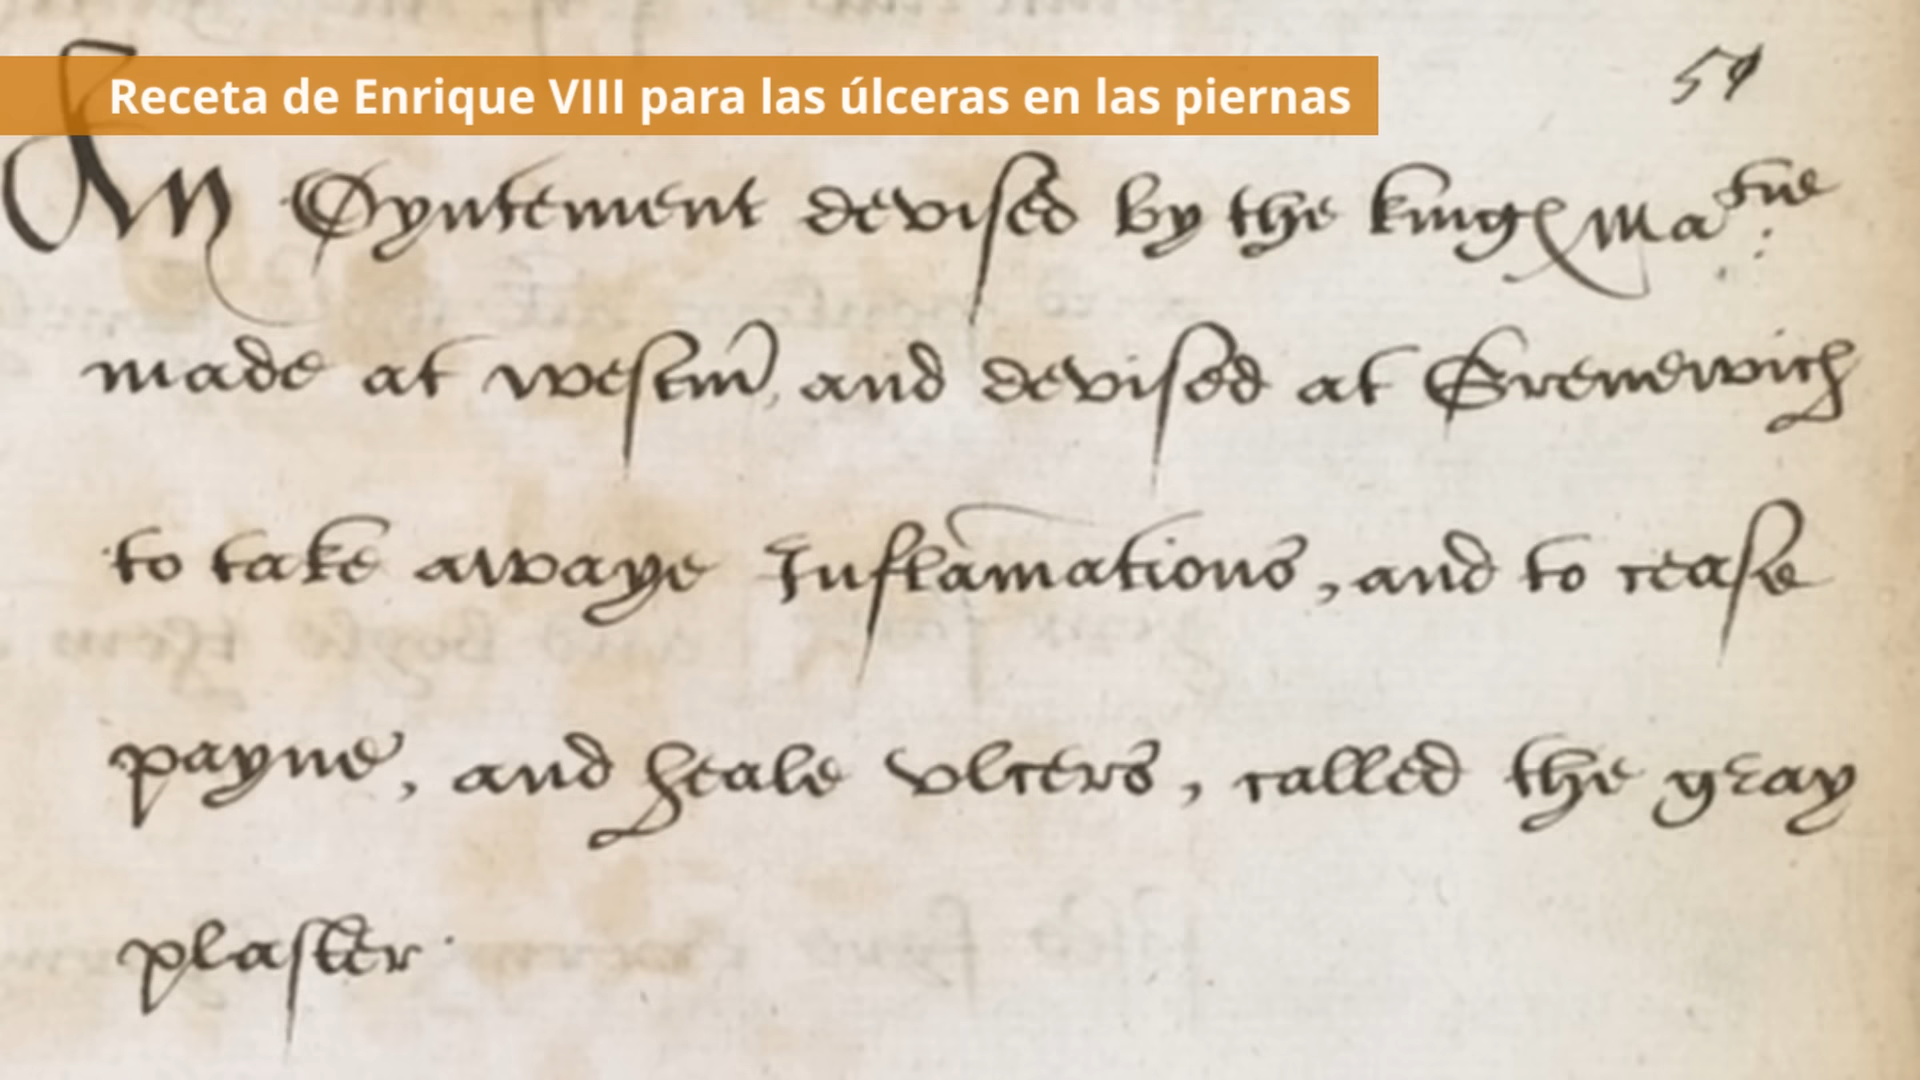 Receta de Enrique VIII para las úlceras en las piernas
59
An Oyntement devised by the kinges Matie
made at westm, and devised at Grenewich
to take awaye Inflamations, and to cease
payne, and heale vlcers, called the gray
plaster.